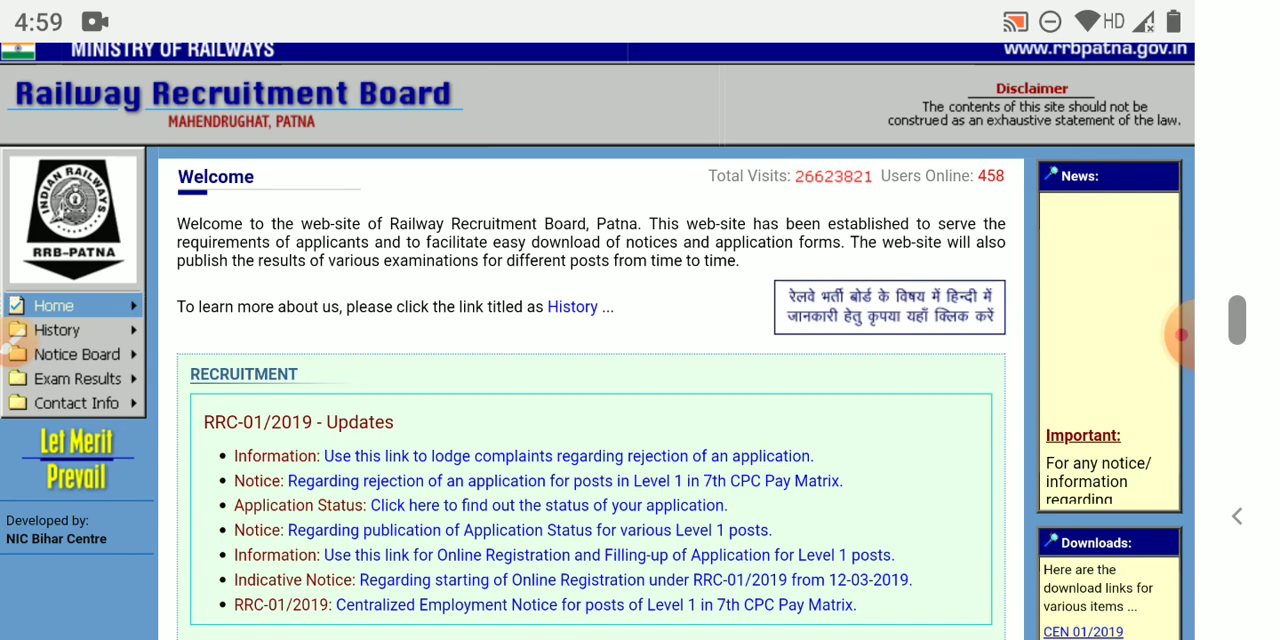 4:59
HD
MINISTRY OF RAILWAYS
www.rrbpatna.gov.in
Railway Recruitment Board
MAHENDRUGHAT, PATNA
Disclaimer
The contents of this site should not be
construed as an exhaustive statement of the law.
INDIAN RAILWAYS
RRB-PATNA
Home
History
Notice Board
Exam Results
Contact Info
Let Merit
Prevail
Developed by:
NIC Bihar Centre
Welcome
Total Visits: 26623821 Users Online: 458
Welcome to the web-site of Railway Recruitment Board, Patna. This web-site has been established to serve the
requirements of applicants and to facilitate easy download of notices and application forms. The web-site will also
publish the results of various examinations for different posts from time to time.
To learn more about us, please click the link titled as History ...
रेलवे भर्ती बोर्ड के विषय में हिन्दी में
जानकारी हेतु कृपया यहाँ क्लिक करें
RECRUITMENT
RRC-01/2019 - Updates
Information: Use this link to lodge complaints regarding rejection of an application.
Notice: Regarding rejection of an application for posts in Level 1 in 7th CPC Pay Matrix.
Application Status: Click here to find out the status of your application.
Notice: Regarding publication of Application Status for various Level 1 posts.
Information: Use this link for Online Registration and Filling-up of Application for Level 1 posts.
Indicative Notice: Regarding starting of Online Registration under RRC-01/2019 from 12-03-2019.
RRC-01/2019: Centralized Employment Notice for posts of Level 1 in 7th CPC Pay Matrix.
News:
Important:
For any notice/
information
regarding
Downloads:
Here are the
download links for
various items ...
CEN 01/2019